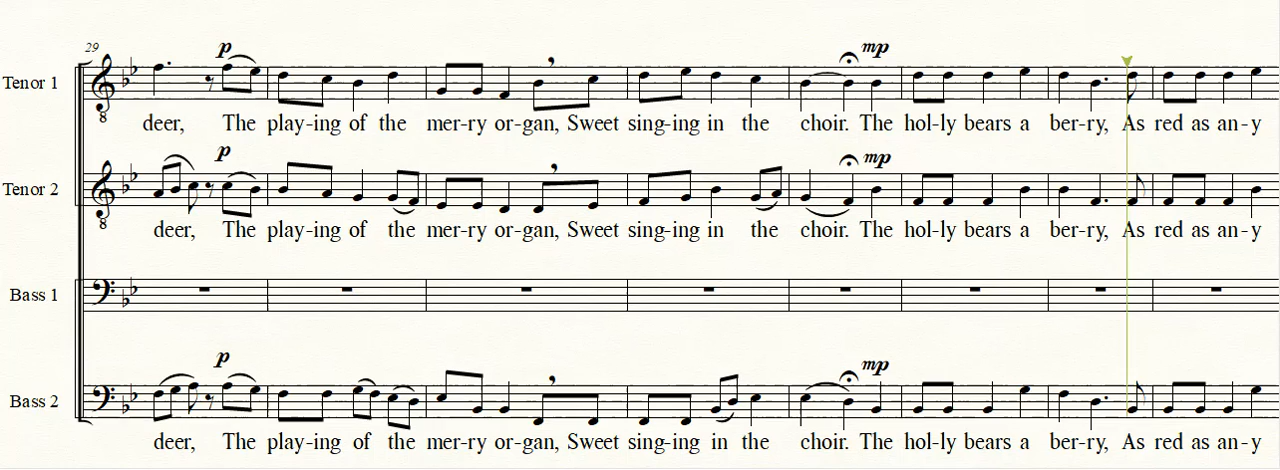 29
p
mp
Tenor 1
8
deer, The play-ing of the mer-ry or-gan, Sweet sing-ing in the choir. The hol-ly bears a ber-ry, As red as an-y
p
mp
Tenor 2
8
deer, The play-ing of the mer-ry or-gan, Sweet sing-ing in the choir. The hol-ly bears a ber-ry, As red as an-y
Bass 1
p
mp
Bass 2
deer, The play-ing of the mer-ry or-gan, Sweet sing-ing in the choir. The hol-ly bears a ber-ry, As red as an-y